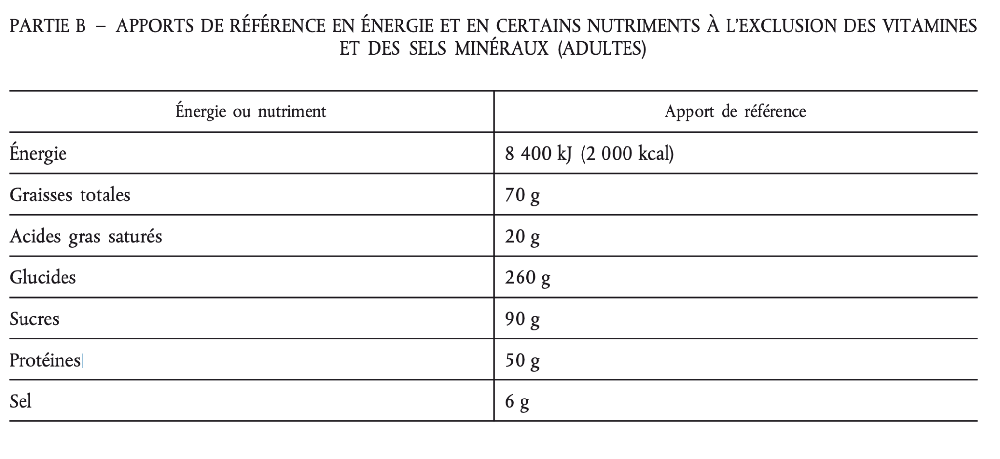 PARTIE B – APPORTS DE RÉFÉRENCE EN ÉNERGIE ET EN CERTAINS NUTRIMENTS À L’EXCLUSION DES VITAMINES
ET DES SELS MINÉRAUX (ADULTES)
Énergie ou nutriment Apport de référence
Énergie 8 400 kJ (2 000 kcal)
Graisses totales 70 g
Acides gras saturés 20 g
Glucides 260 g
Sucres 90 g
Protéines 50 g
Sel 6 g